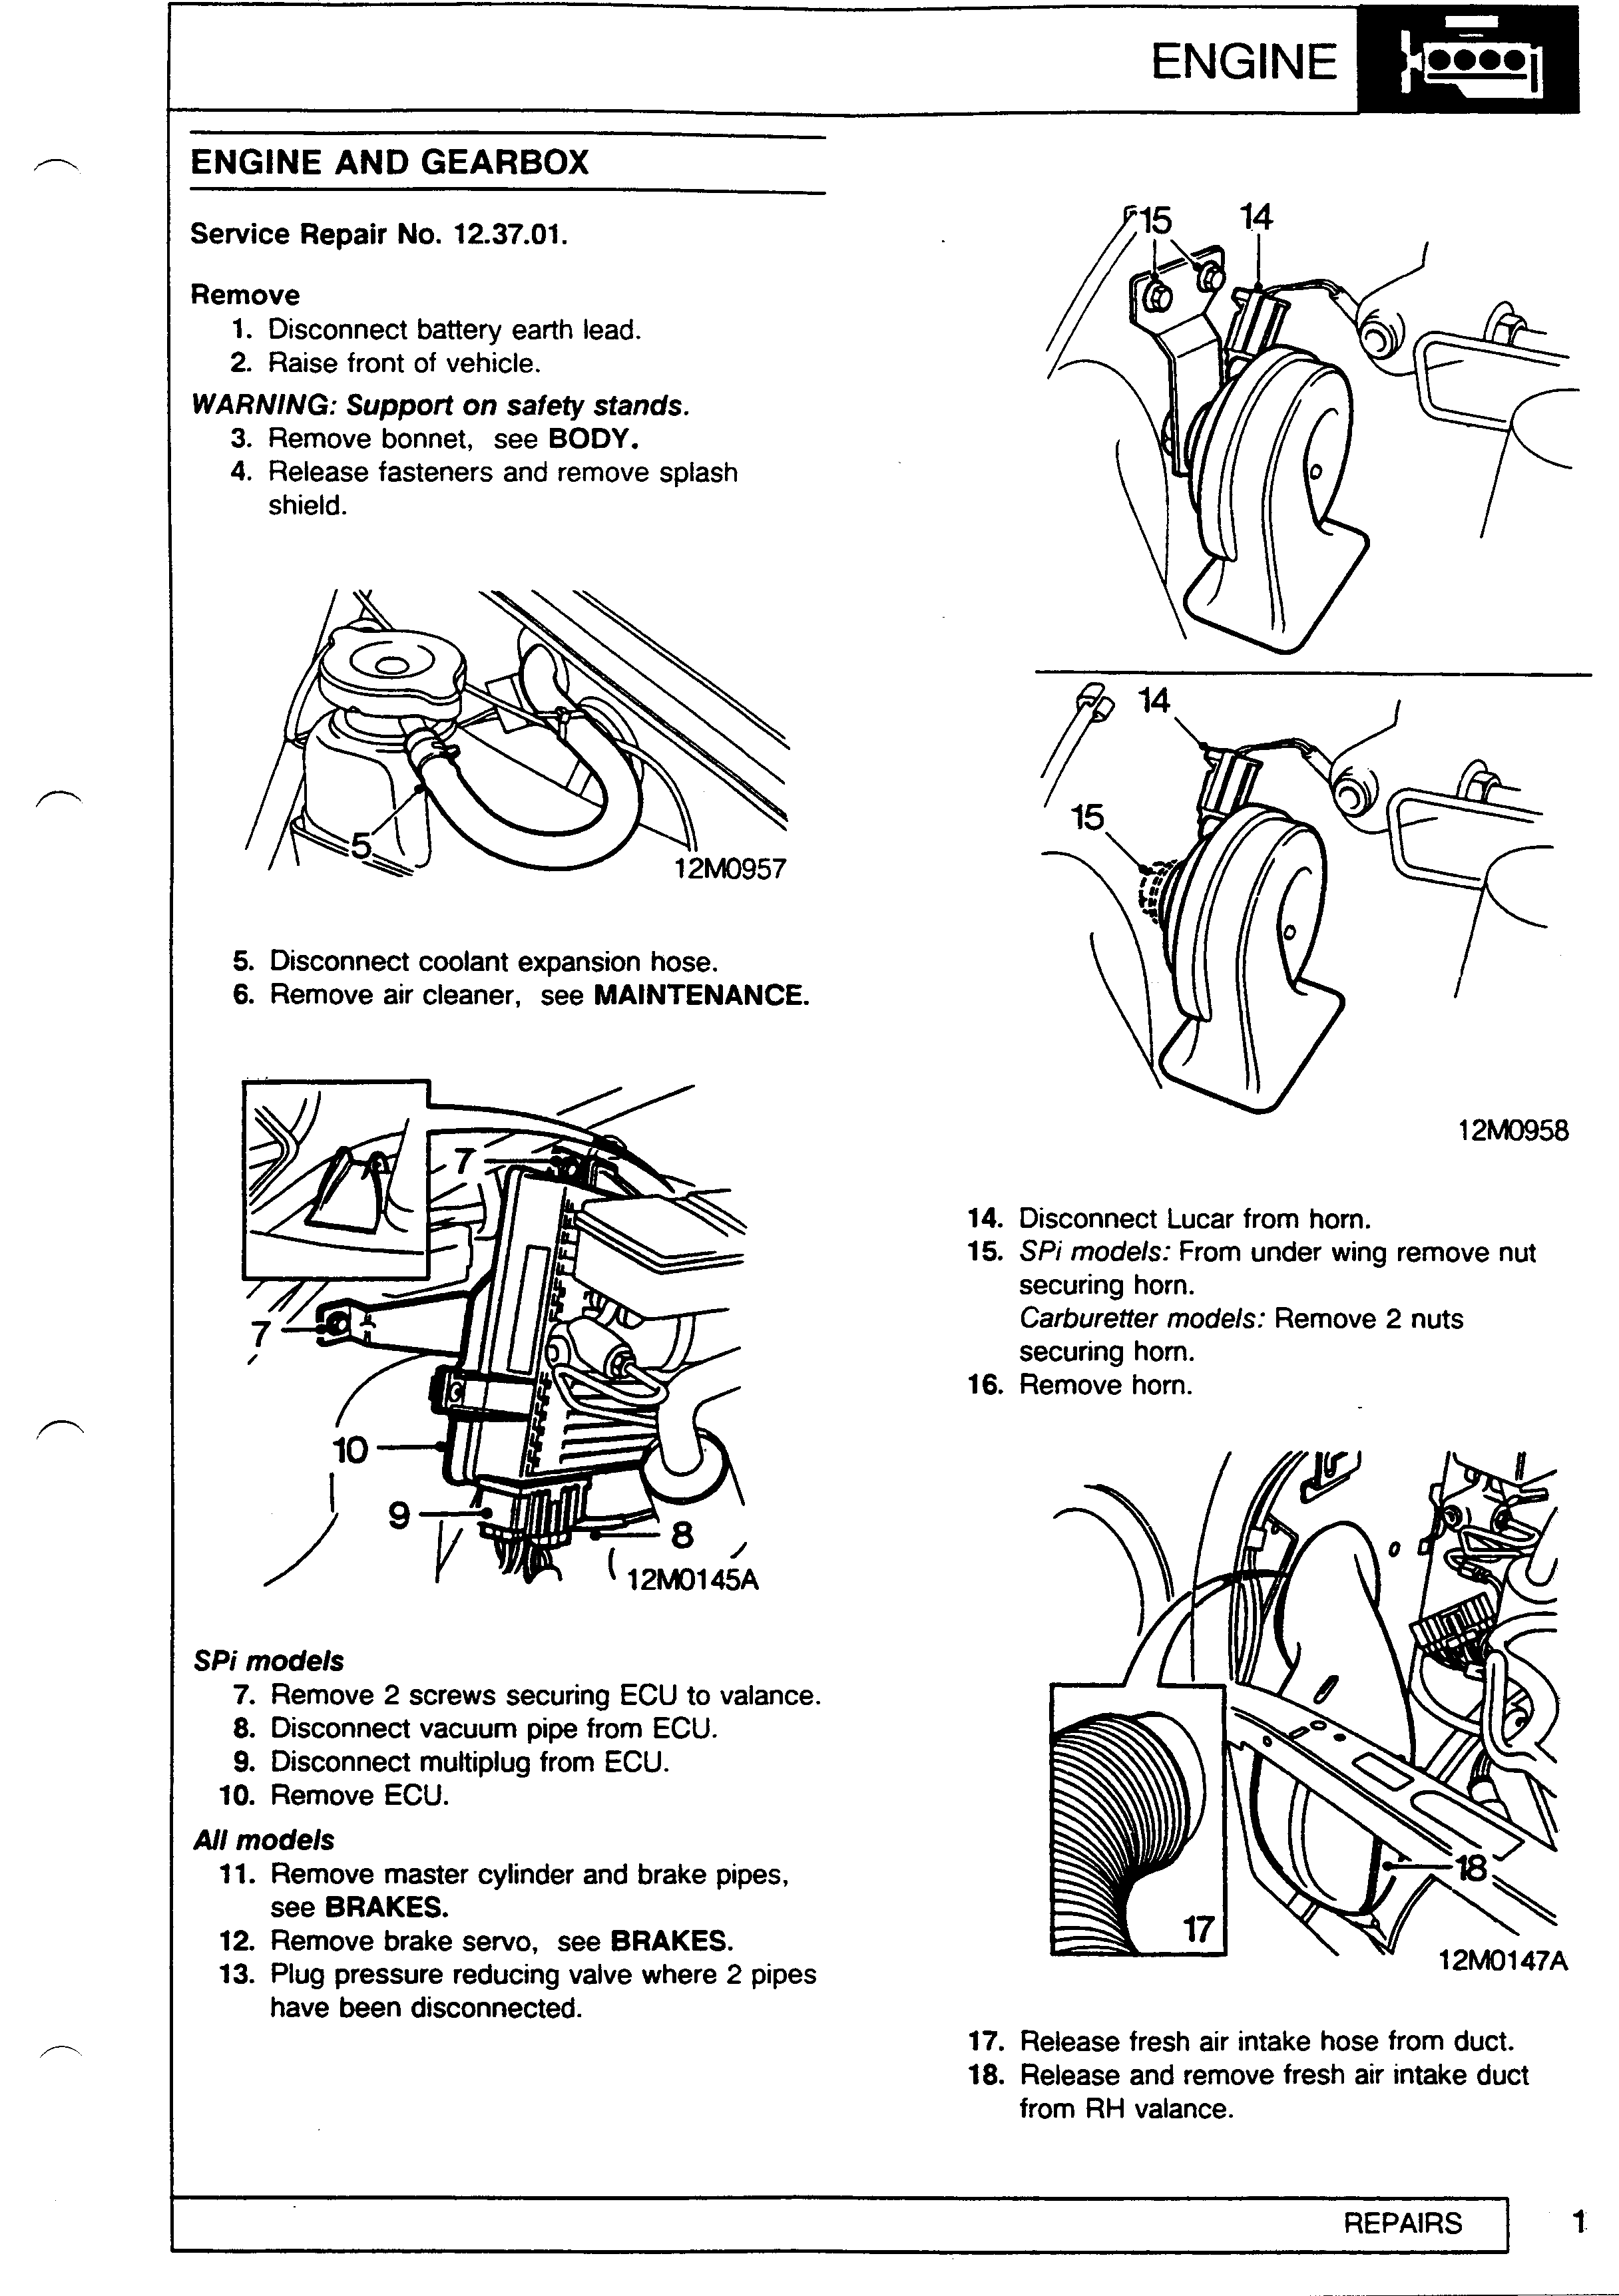 ENGINE
ENGINE AND GEARBOX
Service Repair No. 12.37.01.
Remove
1. Disconnect battery earth lead.
2. Raise front of vehicle.
WARNING: Support on safety stands.
3. Remove bonnet, see BODY.
4. Release fasteners and remove splash
shield.
5
12M0957
5. Disconnect coolant expansion hose.
6. Remove air cleaner, see MAINTENANCE.
7
7
10
9
8
12M0145A
SPi models
7. Remove 2 screws securing ECU to valance.
8. Disconnect vacuum pipe from ECU.
9. Disconnect multiplug from ECU.
10. Remove ECU.
All models
11. Remove master cylinder and brake pipes,
see BRAKES.
12. Remove brake servo, see BRAKES.
13. Plug pressure reducing valve where 2 pipes
have been disconnected.
15 14
14
15
12M0958
14. Disconnect Lucar from horn.
15. SPi models: From under wing remove nut
securing horn.
Carburetter models: Remove 2 nuts
securing horn.
16. Remove horn.
18
17
12M0147A
17. Release fresh air intake hose from duct.
18. Release and remove fresh air intake duct
from RH valance.
REPAIRS 1